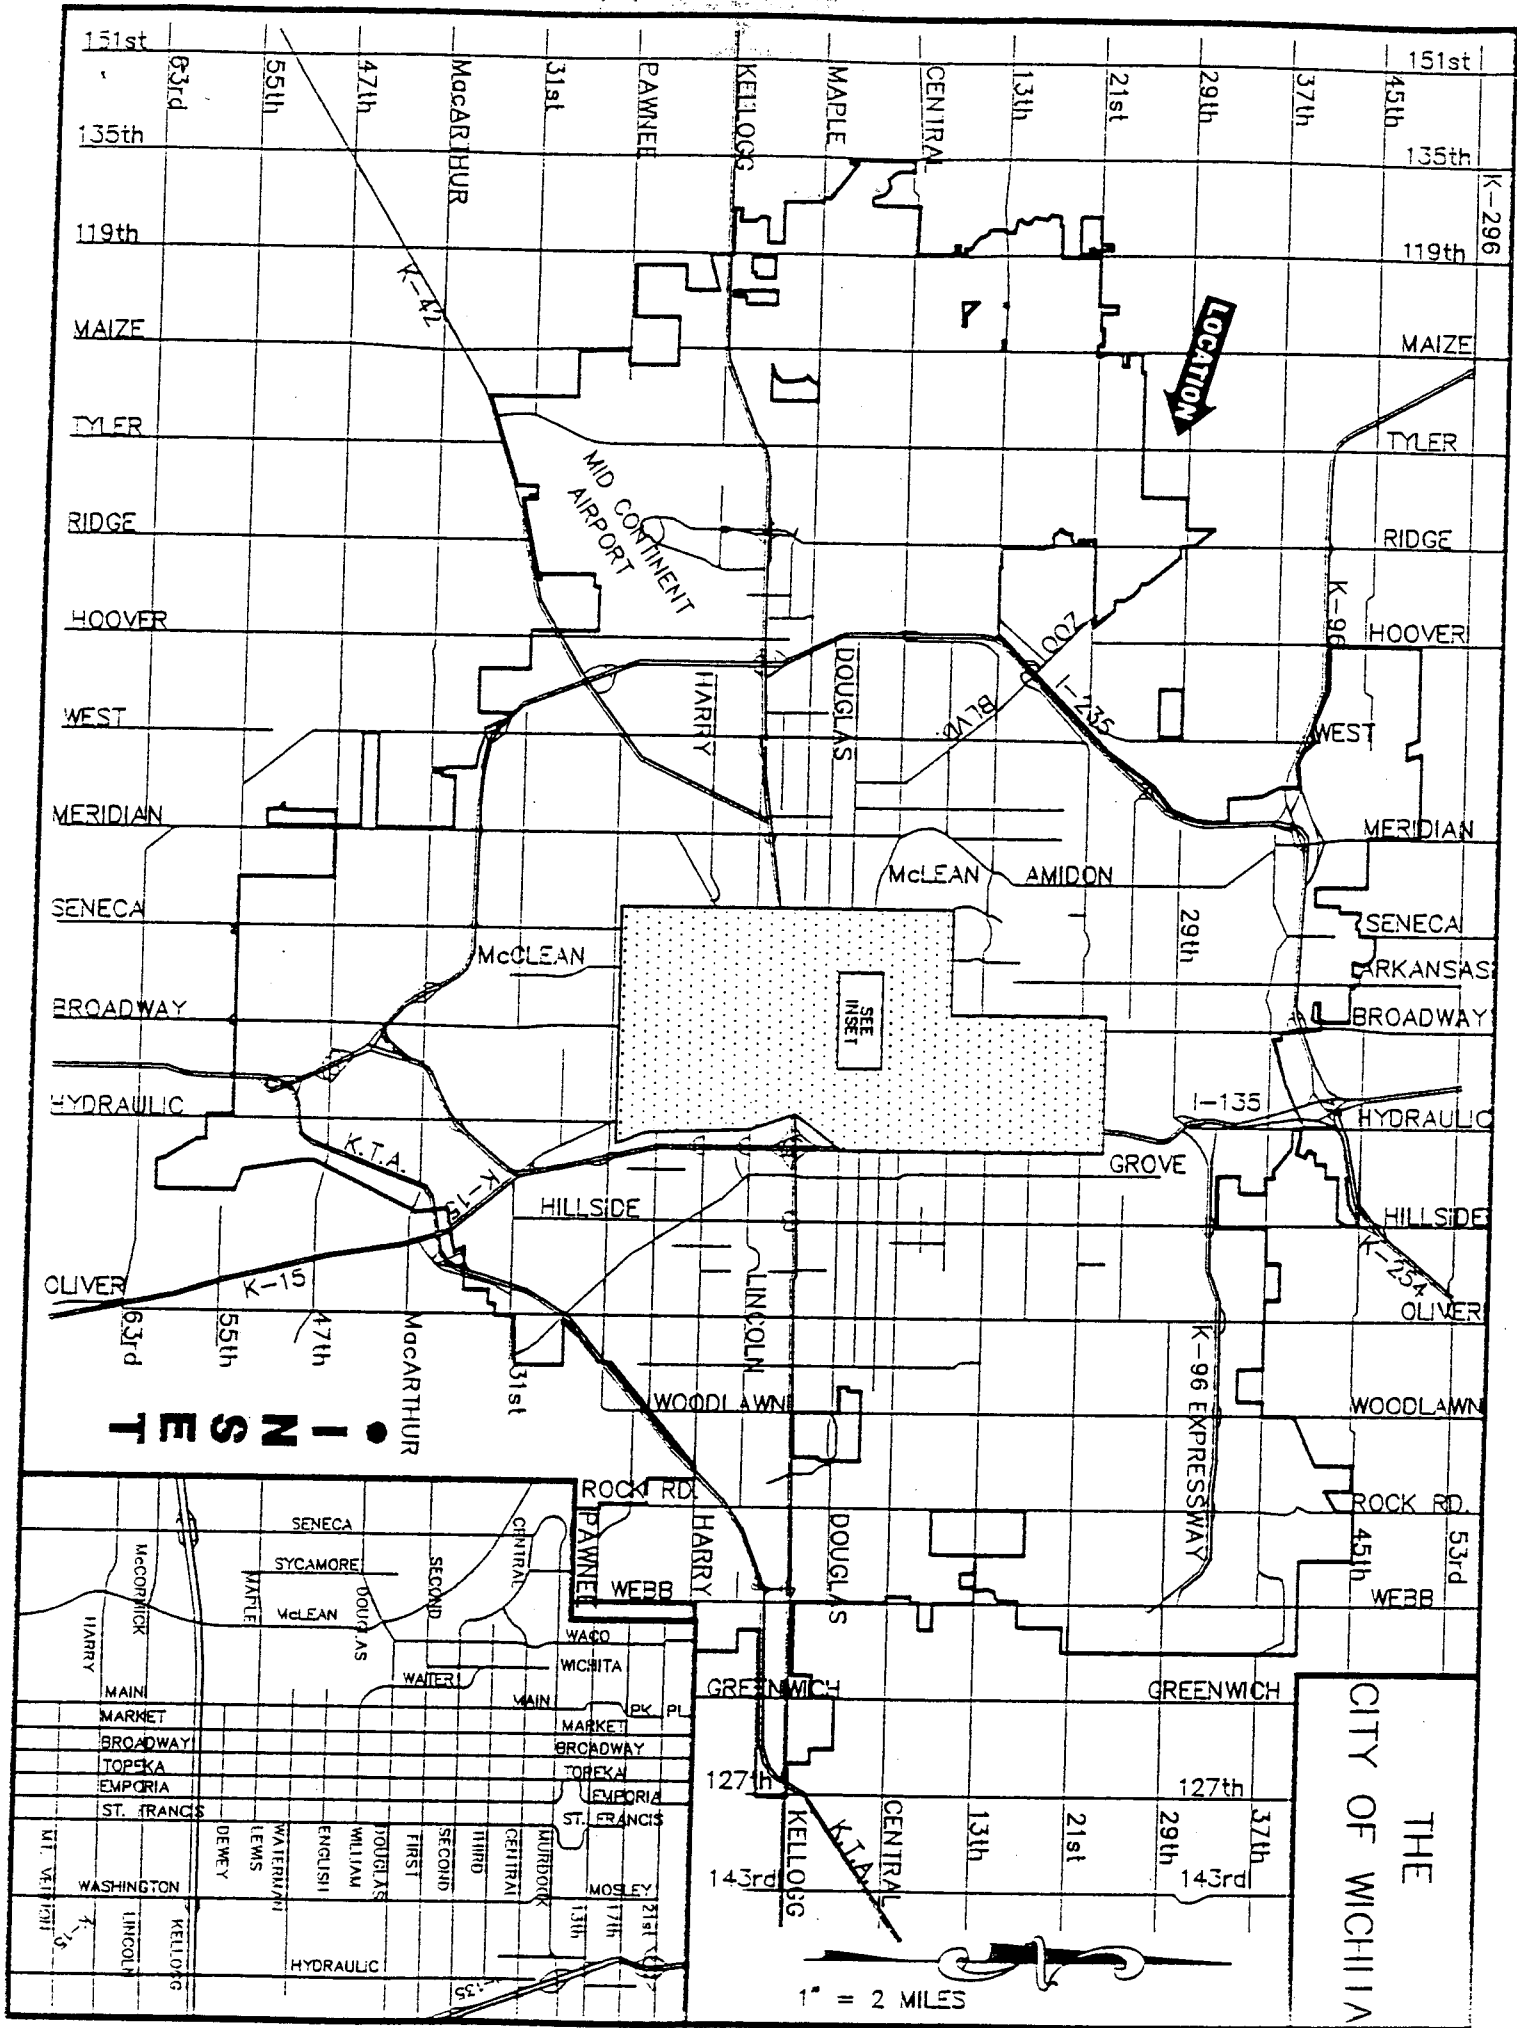 151st
63rd
55th
47th
MacARTHUR
31st
PAWNEE
KELLOGG
MAPLE
CENTRAL
13th
21st
29th
37th
45th
151st
135th
135th
K-296
119th
119th
K-42
LOCATION
MAIZE
MAIZE
TYLER
TYLER
MID CONTINENT
AIRPORT
RIDGE
RIDGE
HOOVER
ZOO
BLVD
K-96
HOOVER
DOUGLAS
HARRY
I-235
WEST
WEST
MERIDIAN
MERIDIAN
McLEAN
AMIDON
SENECA
29th
SENECA
McCLEAN
ARKANSAS
SEE
INSET
BROADWAY
BROADWAY
HYDRAULIC
I-135
HYDRAULIC
K.T.A.
K-15
GROVE
HILLSIDE
HILLSIDE
K-254
OLIVER
K-15
LINCOLN
OLIVER
63rd
55th
47th
MacARTHUR
31st
K-96 EXPRESSWAY
WOODLAWN
WOODLAWN
• INSET
ROCK RD.
ROCK RD.
PAWNEE
HARRY
DOUGLAS
45th
53rd
WEBB
WEBB
GREENWICH
GREENWICH
127th
127th
KELLOGG
K.T.A.
CENTRAL
13th
21st
29th
37th
143rd
143rd
THE
CITY OF WICHITA
1" = 2 MILES
SENECA
SYCAMORE
McLEAN
McCORMICK
HARRY
MAPLE
DOUGLAS
SECOND
CENTRAL
WACO
WICHITA
WATER
MAIN
MAIN
PK PL
MARKET
MARKET
BROADWAY
BROADWAY
TOPEKA
TOPEKA
EMPORIA
EMPORIA
ST. FRANCIS
ST. FRANCIS
DEWEY
LEWIS
WATERMAN
ENGLISH
WILLIAM
DOUGLAS
FIRST
SECOND
THIRD
CENTRAL
MURDOCK
WASHINGTON
MOSLEY
MT. VERNON
K-15
LINCOLN
KELLOGG
13th
17th
21st
HYDRAULIC
I-135